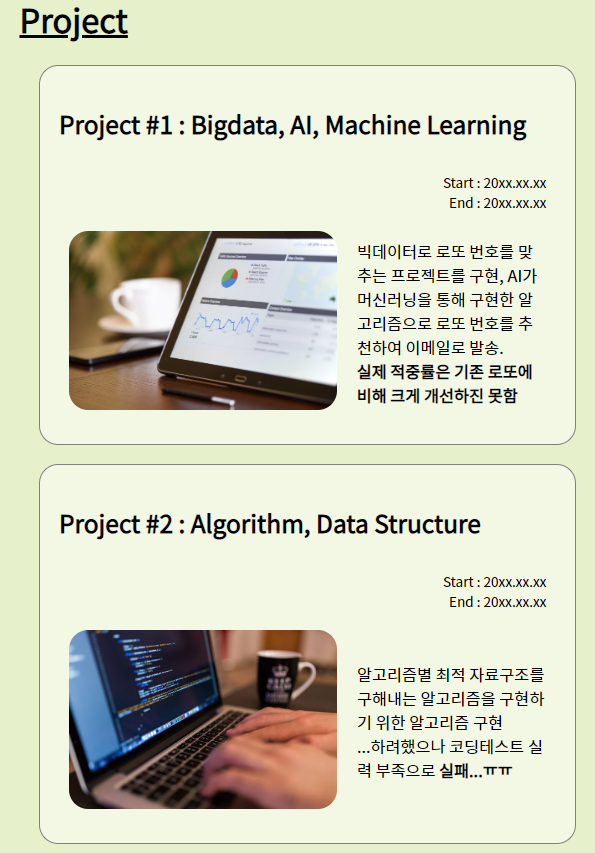 Project
Project #1 : Bigdata, AI, Machine Learning
Start : 20xx.xx.xx
End : 20xx.xx.xx
빅데이터로 로또 번호를 맞
추는 프로젝트를 구현, AI가
머신러닝을 통해 구현한 알
고리즘으로 로또 번호를 추
천하여 이메일로 발송.
실제 적중률은 기존 로또에
비해 크게 개선하진 못함
Project #2 : Algorithm, Data Structure
Start : 20xx.xx.xx
End : 20xx.xx.xx
KEEP
CALM
알고리즘별 최적 자료구조를
구해내는 알고리즘을 구현하
기 위한 알고리즘 구현
...하려했으나 코딩테스트 실
력 부족으로 실패...ㅠㅠ